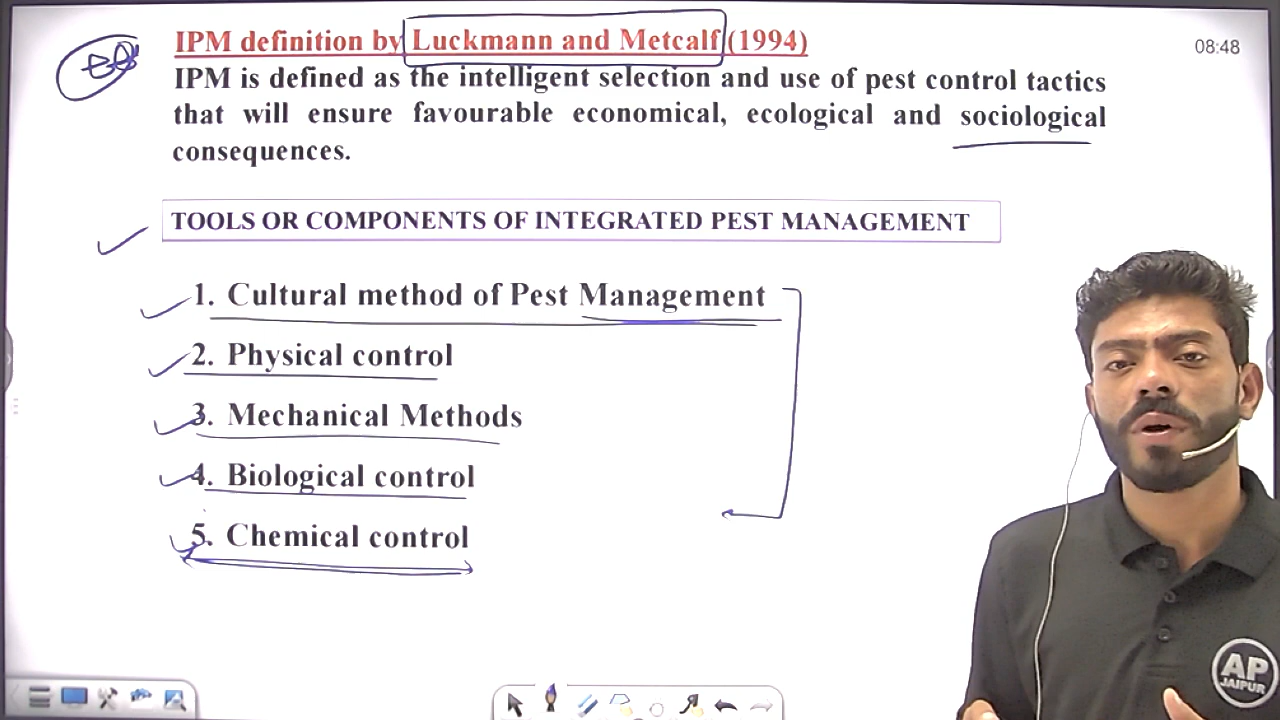 IPM definition by Luckmann and Metcalf (1994)
08:48
IPM is defined as the intelligent selection and use of pest control tactics
that will ensure favourable economical, ecological and sociological
consequences.
TOOLS OR COMPONENTS OF INTEGRATED PEST MANAGEMENT
1. Cultural method of Pest Management
2. Physical control
3. Mechanical Methods
4. Biological control
5. Chemical control
AP
JAIPUR